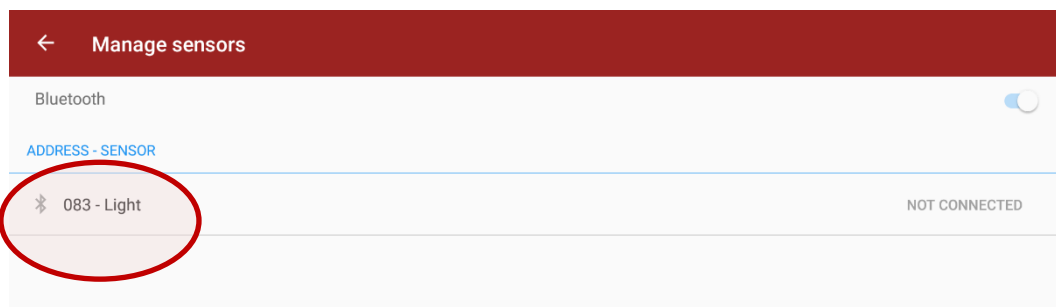 Manage sensors
Bluetooth
ADDRESS - SENSOR
083 - Light NOT CONNECTED